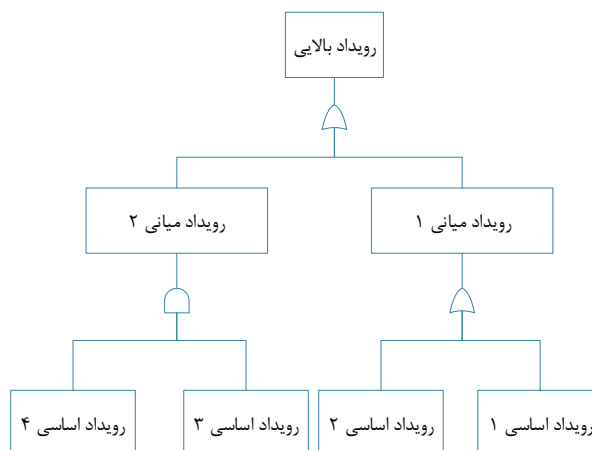 رویداد بالایی
رویداد میانی ۱
رویداد میانی ۲
رویداد اساسی ۱
رویداد اساسی ۲
رویداد اساسی ۳
رویداد اساسی ۴